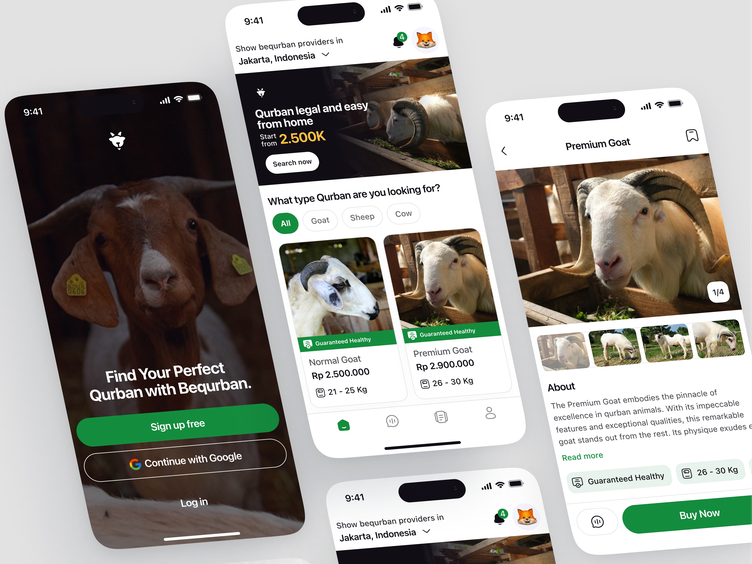 9:41
Find Your Perfect
Qurban with Bequrban.
Sign up free
Continue with Google
Log in
9:41
Show bequrban providers in
4
Jakarta, Indonesia
Qurban legal and easy
from home
Start
from 2.500K
Search now
What type Qurban are you looking for?
All
Goat
Sheep
Cow
Guaranteed Healthy
Normal Goat
Rp 2.500.000
21 - 25 Kg
Guaranteed Healthy
Premium Goat
Rp 2.900.000
26 - 30 Kg
9:41
Show bequrban providers in
4
Jakarta, Indonesia
9:41
Premium Goat
1/4
About
The Premium Goat embodies the pinnacle of
excellence in qurban animals. With its impeccable
features and exceptional qualities, this remarkable
goat stands out from the rest. Its physique exudes
Read more
Guaranteed Healthy
26 - 30 Kg
Buy Now